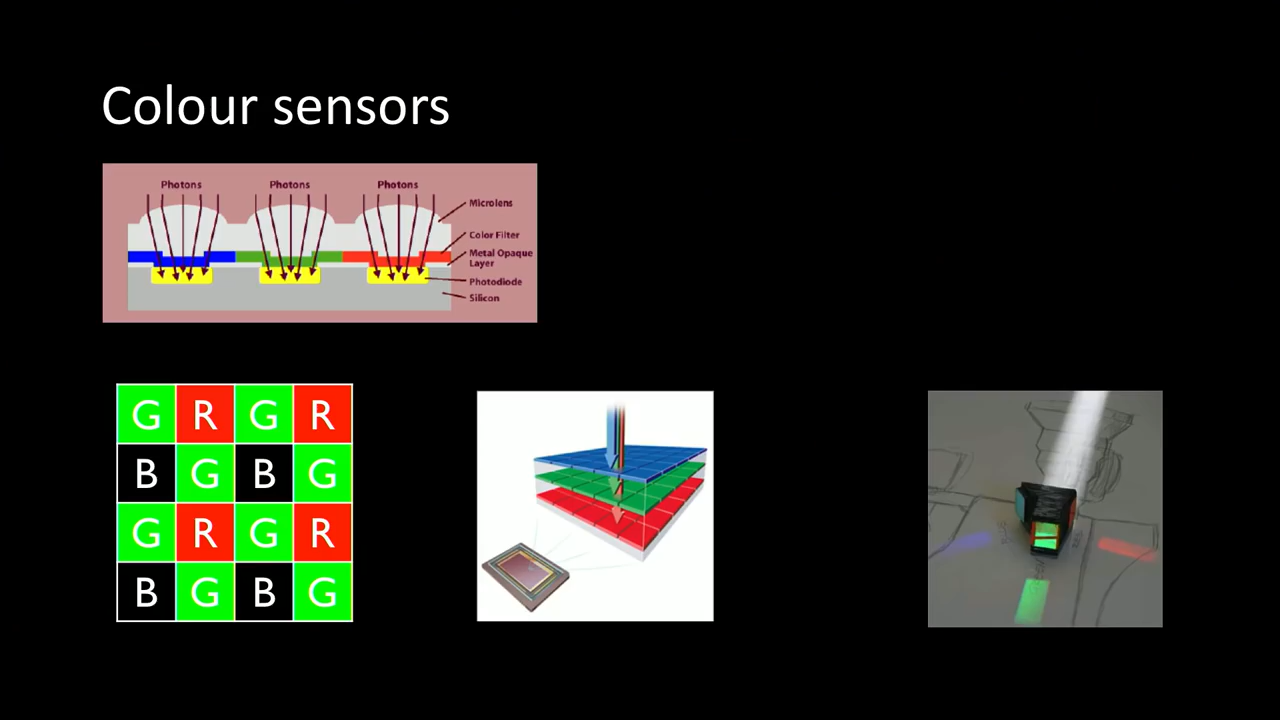 Colour sensors
Photons Photons Photons
Microlens
Color Filter
Metal Opaque
Layer
Photodiode
Silicon
G R G R
B G B G
G R G R
B G B G